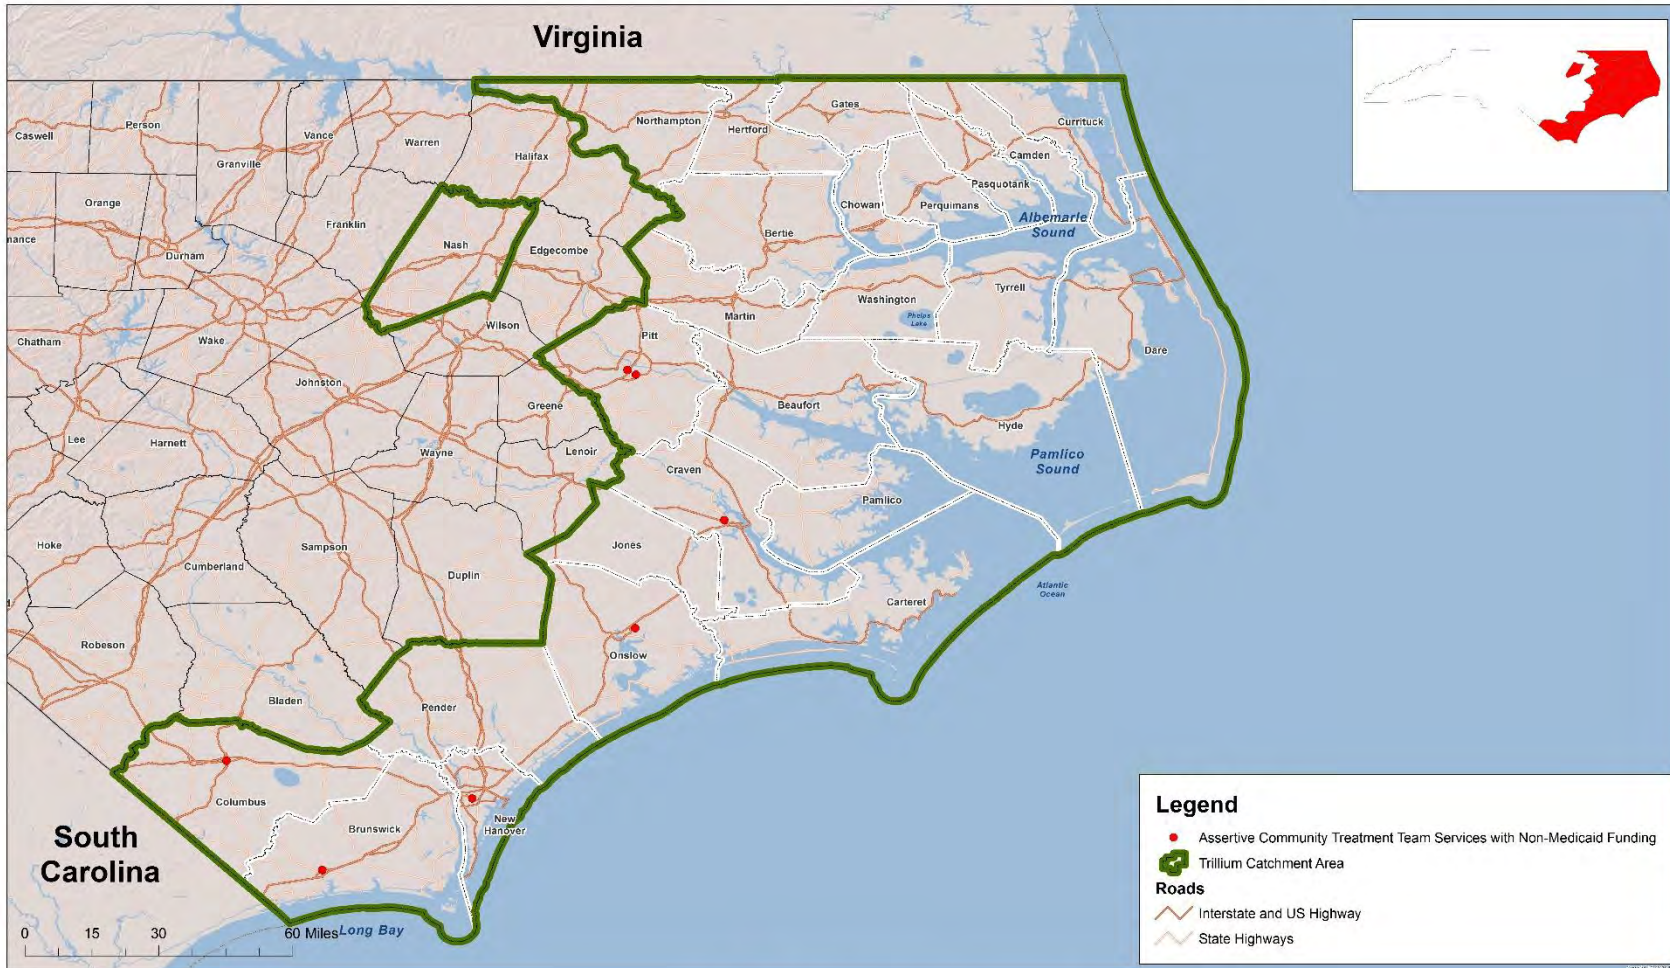 Virginia
Northampton
Hertford
Gates
Currituck
Camden
Pasquotank
Perquimans
Chowan
Albemarle
Sound
Bertie
Caswell
Person
Granville
Vance
Warren
Halifax
Orange
Franklin
Nash
Edgecombe
nance
Durham
Wilson
Martin
Washington
Tyrrell
Phelps
Lake
Dare
Chatham
Wake
Johnston
Pitt
Greene
Beaufort
Hyde
Lee
Harnett
Wayne
Lenoir
Craven
Pamlico
Sound
Pamlico
Hoke
Cumberland
Sampson
Duplin
Jones
Atlantic
Ocean
Carteret
Robeson
Bladen
Pender
Onslow
Columbus
Brunswick
New
Hanover
South
Carolina
Long Bay
0 15 30 60 Miles
Legend
Assertive Community Treatment Team Services with Non-Medicaid Funding
Trillium Catchment Area
Roads
Interstate and US Highway
State Highways